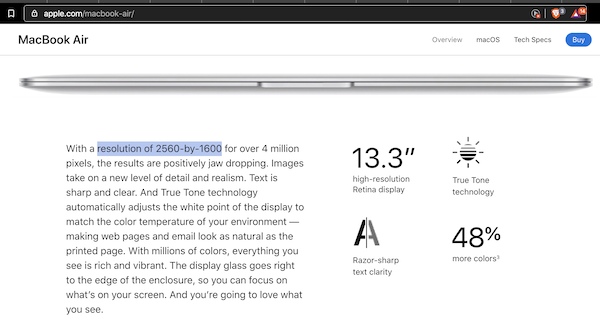 apple.com/macbook-air/
MacBook Air
Overview macOS Tech Specs Buy
With a resolution of 2560-by-1600 for over 4 million
pixels, the results are positively jaw dropping. Images
take on a new level of detail and realism. Text is
sharp and clear. And True Tone technology
automatically adjusts the white point of the display to
match the color temperature of your environment —
making web pages and email look as natural as the
printed page. With millions of colors, everything you
see is rich and vibrant. The display glass goes right
to the edge of the enclosure, so you can focus on
what's on your screen. And you're going to love what
you see.
13.3″
high-resolution
Retina display
True Tone
technology
AA
Razor-sharp
text clarity
48%
more colors³